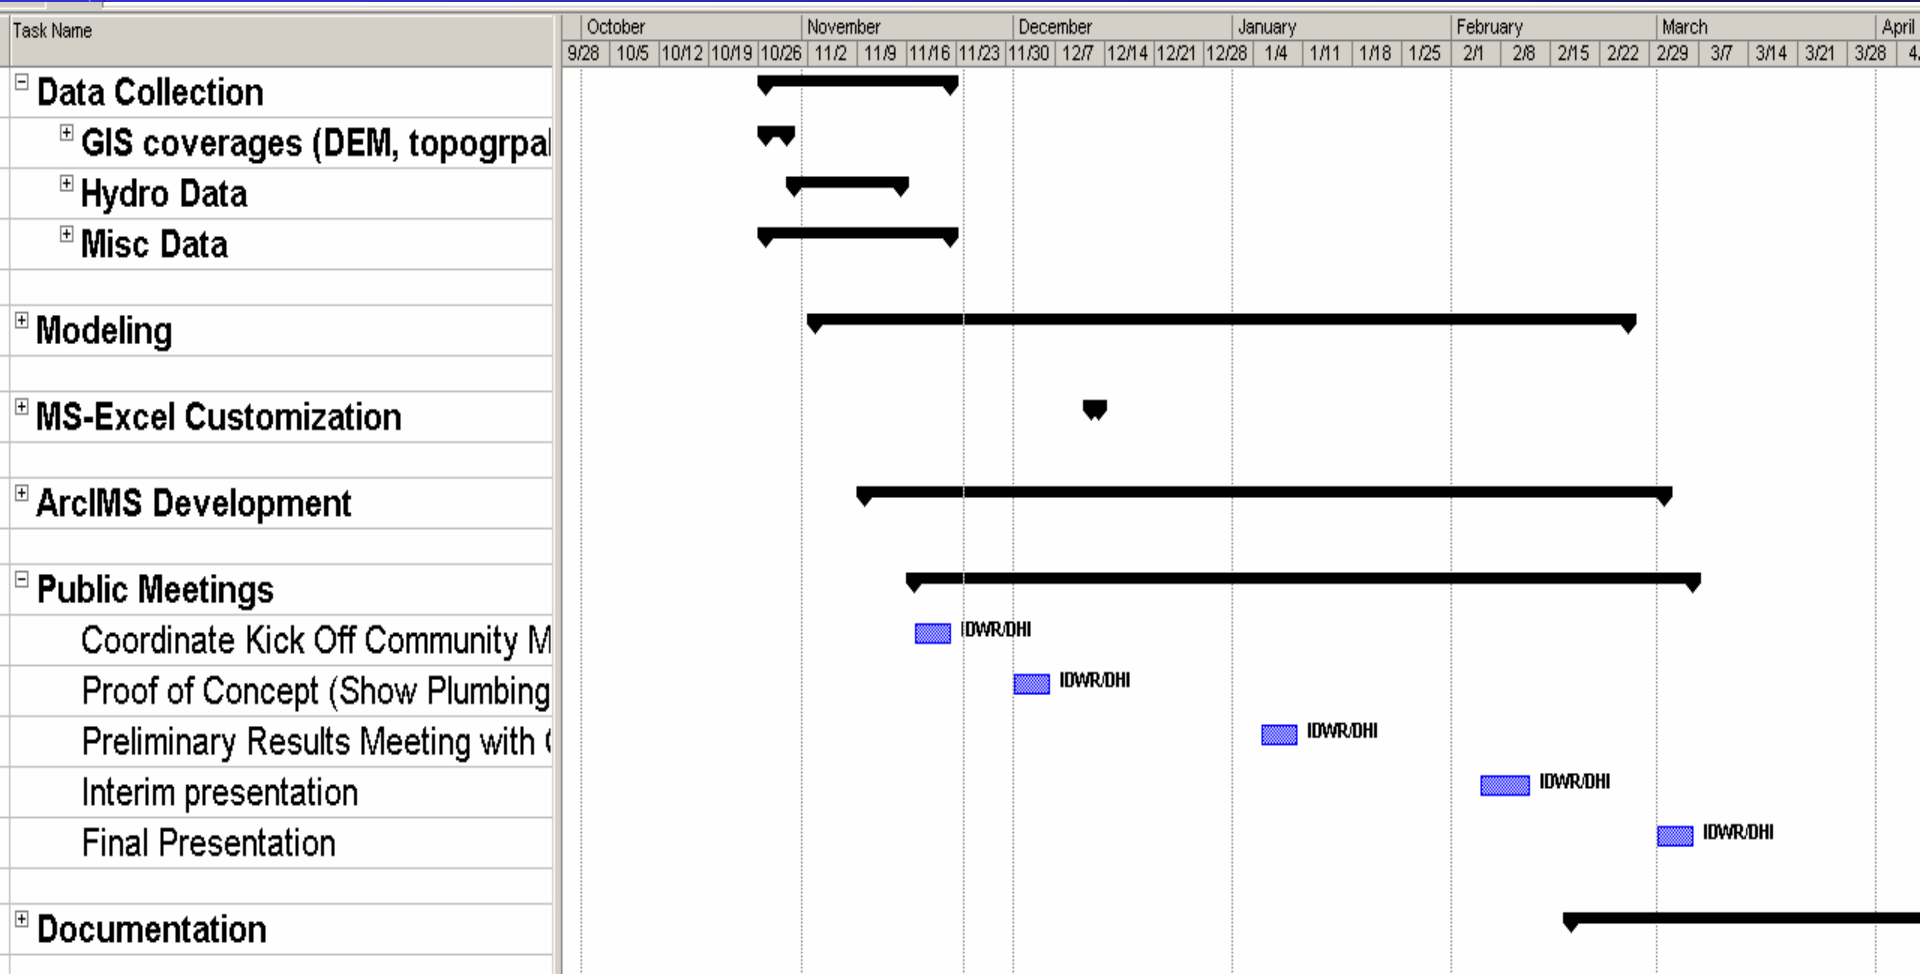 Task Name
October November December January February March April
9/28 10/5 10/12 10/19 10/26 11/2 11/9 11/16 11/23 11/30 12/7 12/14 12/21 12/28 1/4 1/11 1/18 1/25 2/1 2/8 2/15 2/22 2/29 3/7 3/14 3/21 3/28 4
Data Collection
GIS coverages (DEM, topogrpa
Hydro Data
Misc Data
Modeling
MS-Excel Customization
ArcIMS Development
Public Meetings
Coordinate Kick Off Community M IDWR/DHI
Proof of Concept (Show Plumbing IDWR/DHI
Preliminary Results Meeting with IDWR/DHI
Interim presentation IDWR/DHI
Final Presentation IDWR/DHI
Documentation